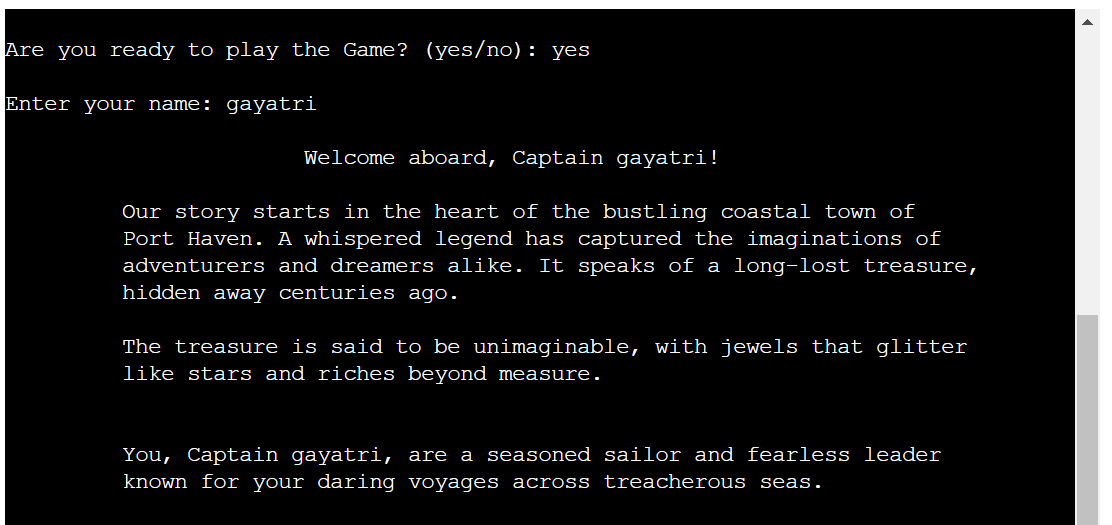 Are you ready to play the Game? (yes/no): yes
Enter your name: gayatri
Welcome aboard, Captain gayatri!
Our story starts in the heart of the bustling coastal town of
Port Haven. A whispered legend has captured the imaginations of
adventurers and dreamers alike. It speaks of a long-lost treasure,
hidden away centuries ago.
The treasure is said to be unimaginable, with jewels that glitter
like stars and riches beyond measure.
You, Captain gayatri, are a seasoned sailor and fearless leader
known for your daring voyages across treacherous seas.